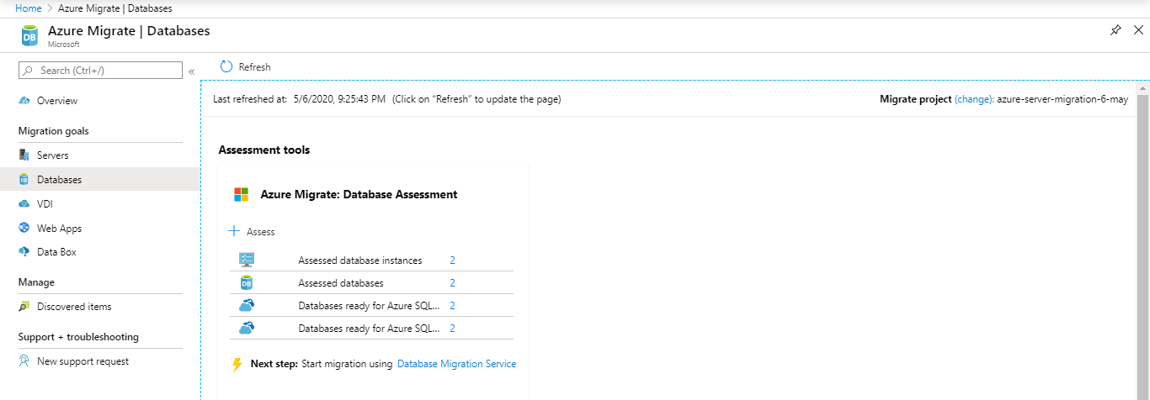 Home > Azure Migrate | Databases
Azure Migrate | Databases
Microsoft
Search (Ctrl+/)
«
Refresh
Overview
Migration goals
Servers
Databases
VDI
Web Apps
Data Box
Manage
Discovered items
Support + troubleshooting
New support request
Last refreshed at: 5/6/2020, 9:25:43 PM (Click on “Refresh” to update the page)
Migrate project (change): azure-server-migration-6-may
Assessment tools
Azure Migrate: Database Assessment
+ Assess
Assessed database instances 2
DB Assessed databases 2
Databases ready for Azure SQL... 2
Databases ready for Azure SQL... 2
Next step: Start migration using Database Migration Service